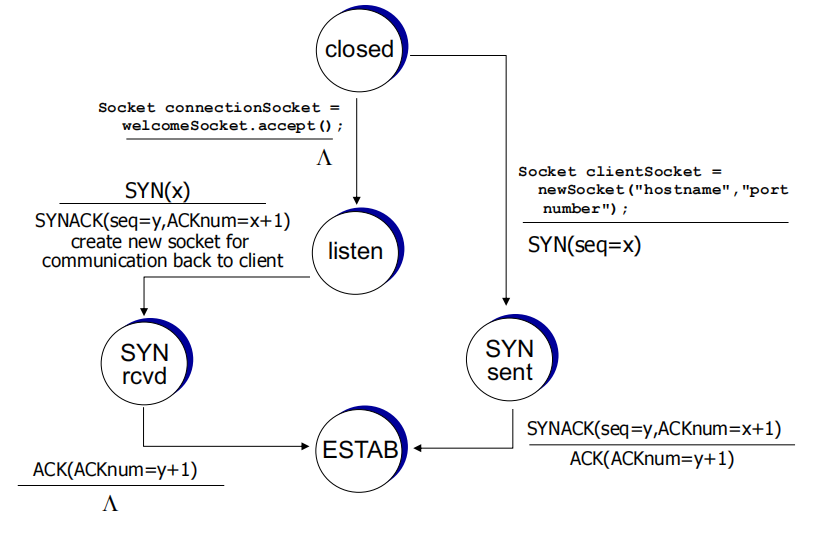 closed
Socket connectionSocket =
welcomeSocket.accept();
Λ
Socket clientSocket =
newSocket("hostname","port
number");
SYN(seq=x)
SYN(x)
SYNACK(seq=y,ACKnum=x+1)
create new socket for
communication back to client
listen
SYN
rcvd
SYN
sent
ESTAB
SYNACK(seq=y,ACKnum=x+1)
ACK(ACKnum=y+1)
ACK(ACKnum=y+1)
Λ